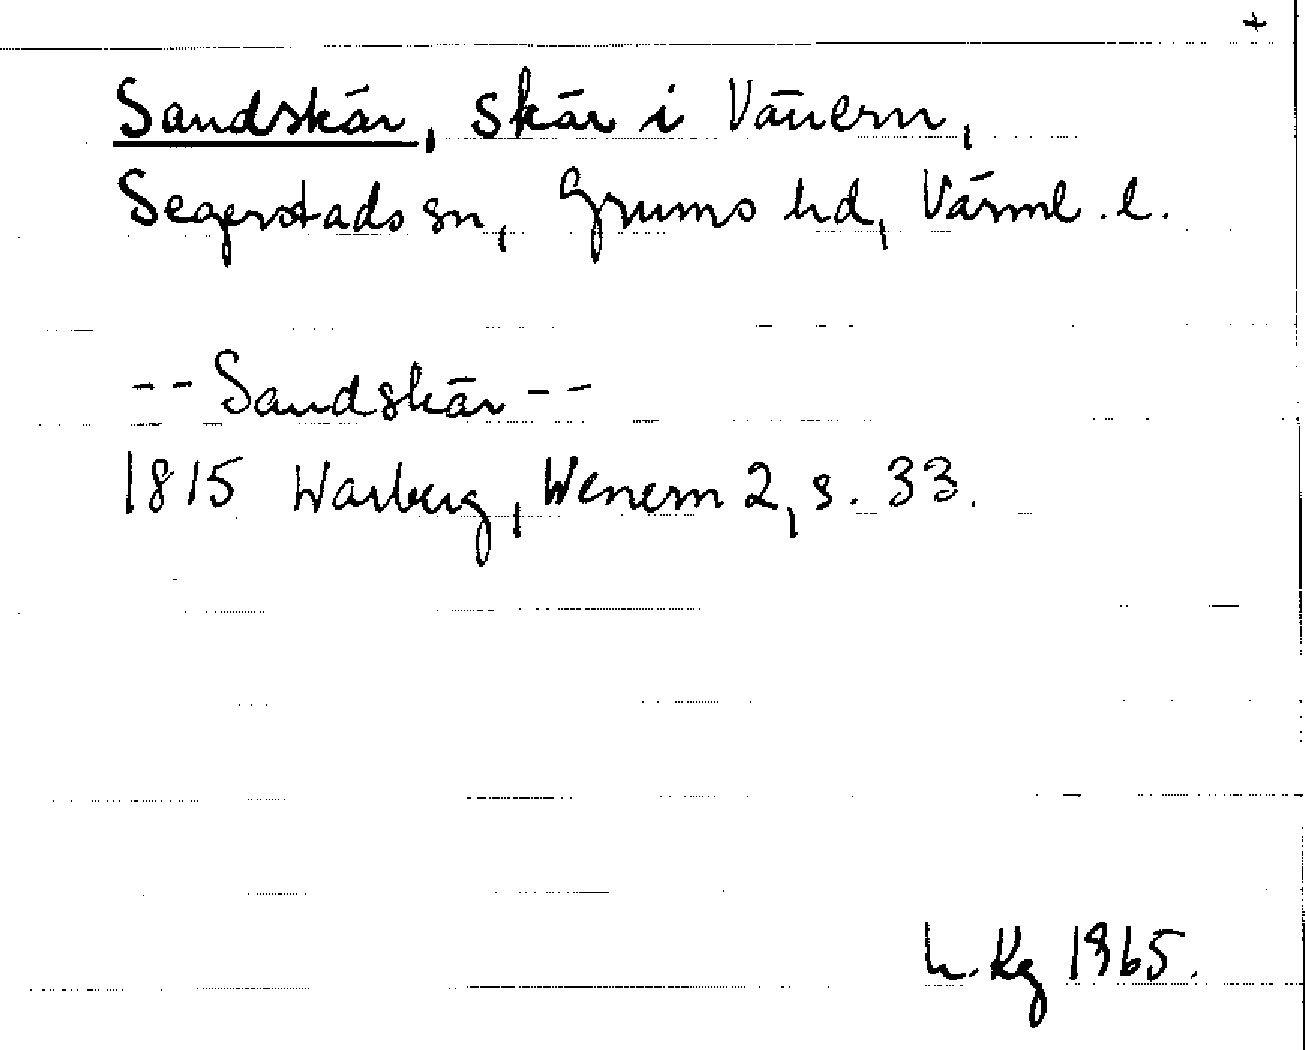 +
Sandskär, skär i Vänern,
Segerstads sn, Grums hd, Värml. l.
-- Sandskär --
1815 Warberg, Wenern 2, s. 33.
h. Kg 1965.